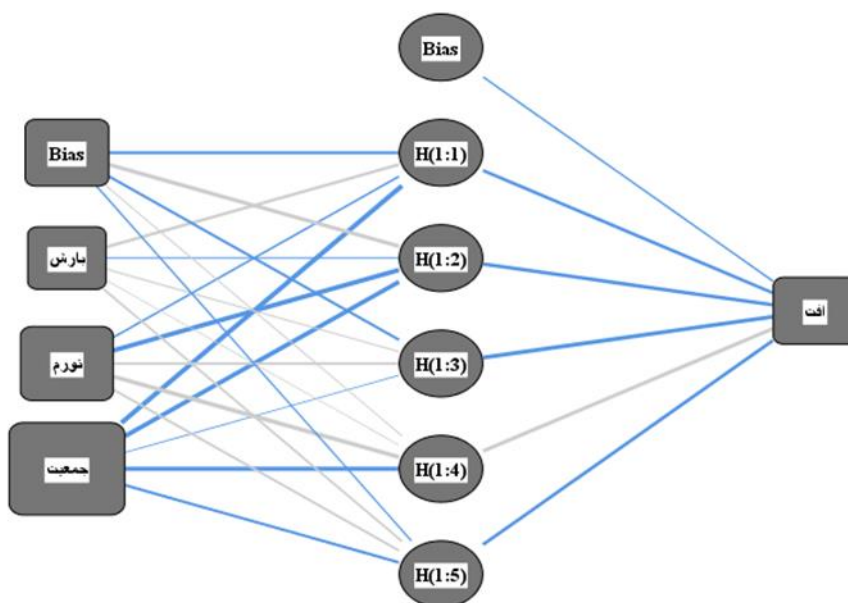 Bias
بارش
تورم
جمعیت
Bias
H(1:1)
H(1:2)
H(1:3)
H(1:4)
H(1:5)
افت